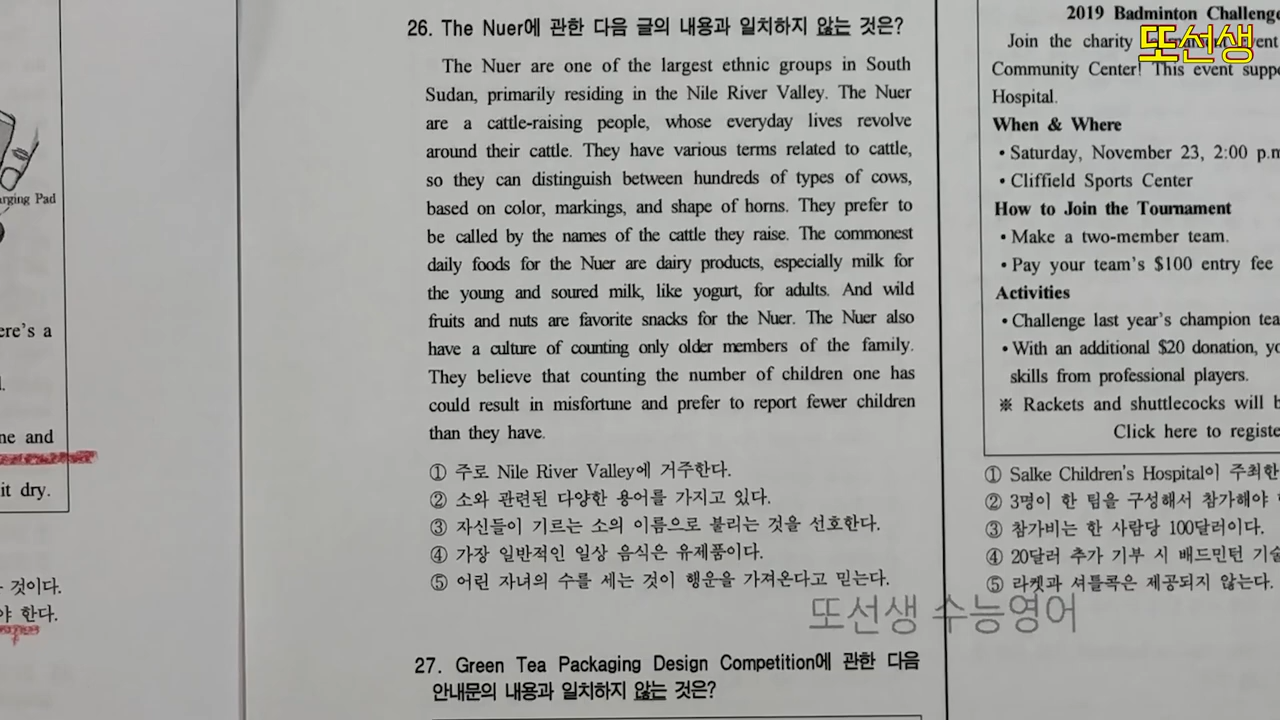 arging Pad
ere's a
d.
ne and
it dry.
것이다.
야 한다.
26. The Nuer에 관한 다음 글의 내용과 일치하지 않는 것은?
The Nuer are one of the largest ethnic groups in South
Sudan, primarily residing in the Nile River Valley. The Nuer
are a cattle-raising people, whose everyday lives revolve
around their cattle. They have various terms related to cattle,
so they can distinguish between hundreds of types of cows,
based on color, markings, and shape of horns. They prefer to
be called by the names of the cattle they raise. The commonest
daily foods for the Nuer are dairy products, especially milk for
the young and soured milk, like yogurt, for adults. And wild
fruits and nuts are favorite snacks for the Nuer. The Nuer also
have a culture of counting only older members of the family.
They believe that counting the number of children one has
could result in misfortune and prefer to report fewer children
than they have.
① 주로 Nile River Valley에 거주한다.
② 소와 관련된 다양한 용어를 가지고 있다.
③ 자신들이 기르는 소의 이름으로 불리는 것을 선호한다.
④ 가장 일반적인 일상 음식은 유제품이다.
⑤ 어린 자녀의 수를 세는 것이 행운을 가져온다고 믿는다.
27. Green Tea Packaging Design Competition에 관한 다음
안내문의 내용과 일치하지 않는 것은?
2019 Badminton Challenge
또선생
Join the charity
Community Center! This event suppo
Hospital.
When & Where
• Saturday, November 23, 2:00 p.m
• Cliffield Sports Center
How to Join the Tournament
• Make a two-member team.
• Pay your team's $100 entry fee
Activities
• Challenge last year's champion tea
• With an additional $20 donation, yo
skills from professional players.
※ Rackets and shuttlecocks will b
Click here to registe
① Salke Children's Hospital이 주최한
② 3명이 한 팀을 구성해서 참가해야
③ 참가비는 한 사람당 100달러이다.
④ 20달러 추가 기부 시 배드민턴 기술
⑤ 라켓과 셔틀콕은 제공되지 않는다.
또선생 수능영어